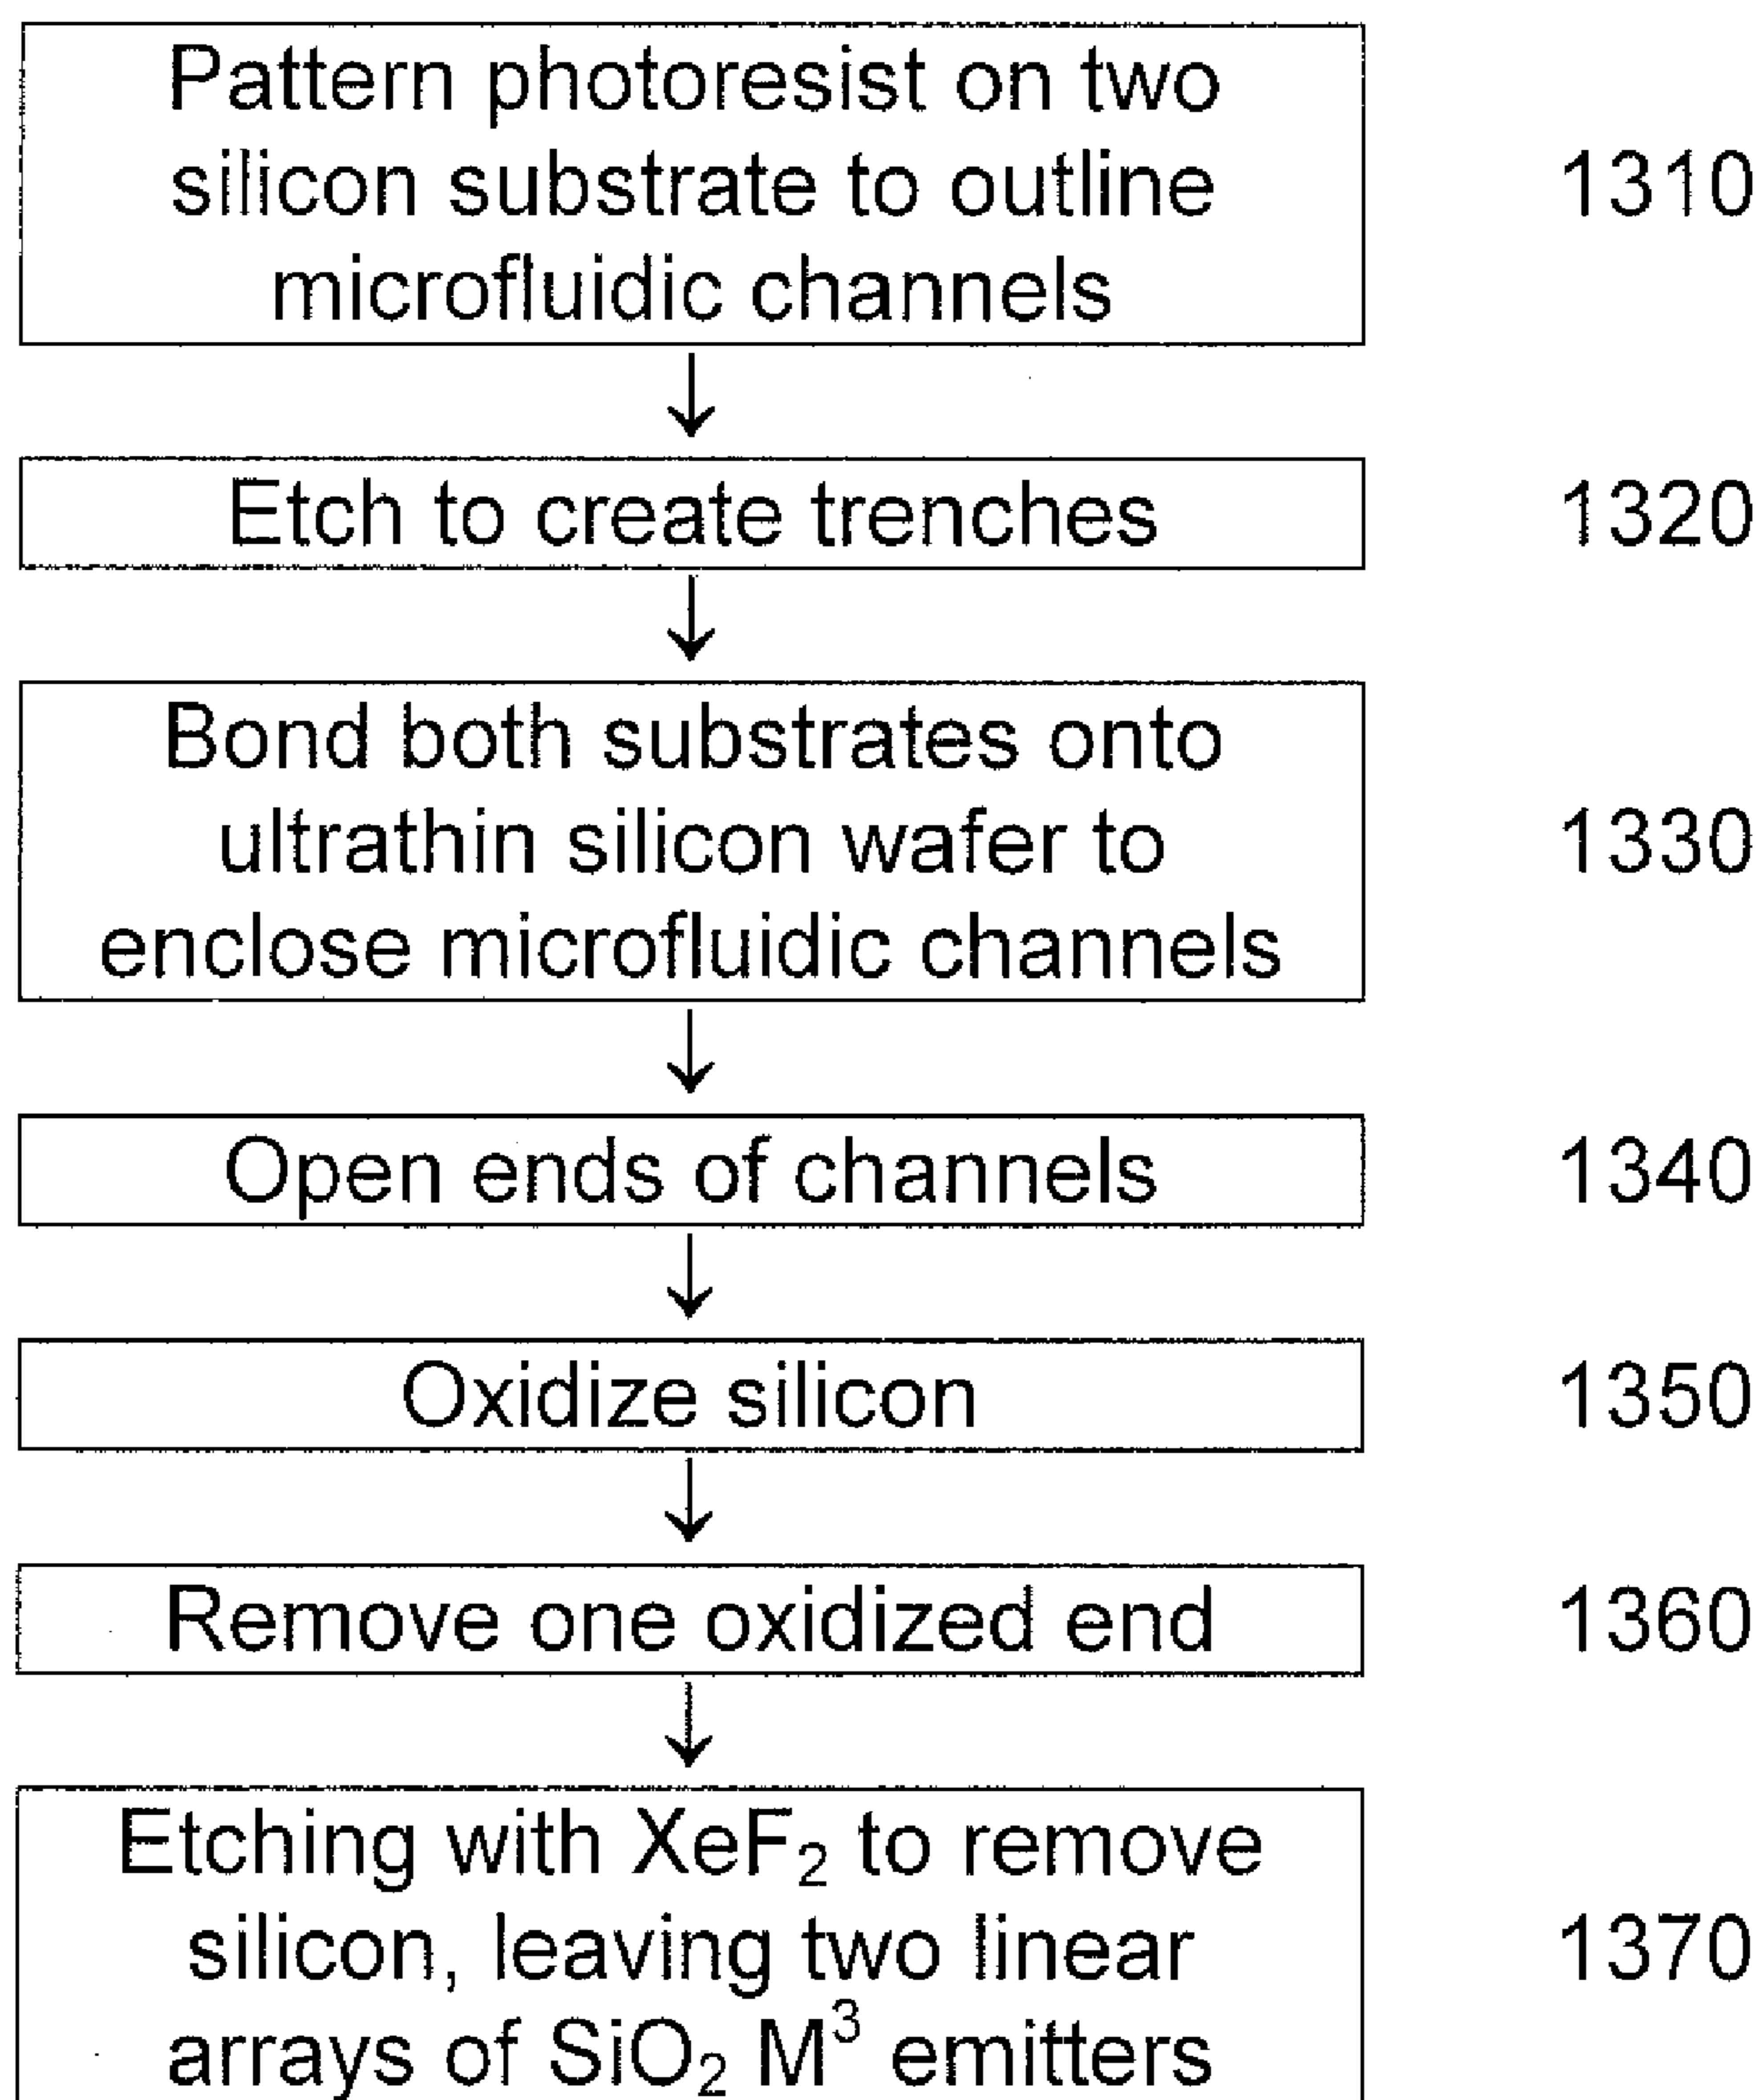 Pattern photoresist on two
silicon substrate to outline
microfluidic channels
1310
Etch to create trenches
1320
Bond both substrates onto
ultrathin silicon wafer to
enclose microfluidic channels
1330
Open ends of channels
1340
Oxidize silicon
1350
Remove one oxidized end
1360
Etching with XeF₂ to remove
silicon, leaving two linear
arrays of SiO₂ M³ emitters
1370